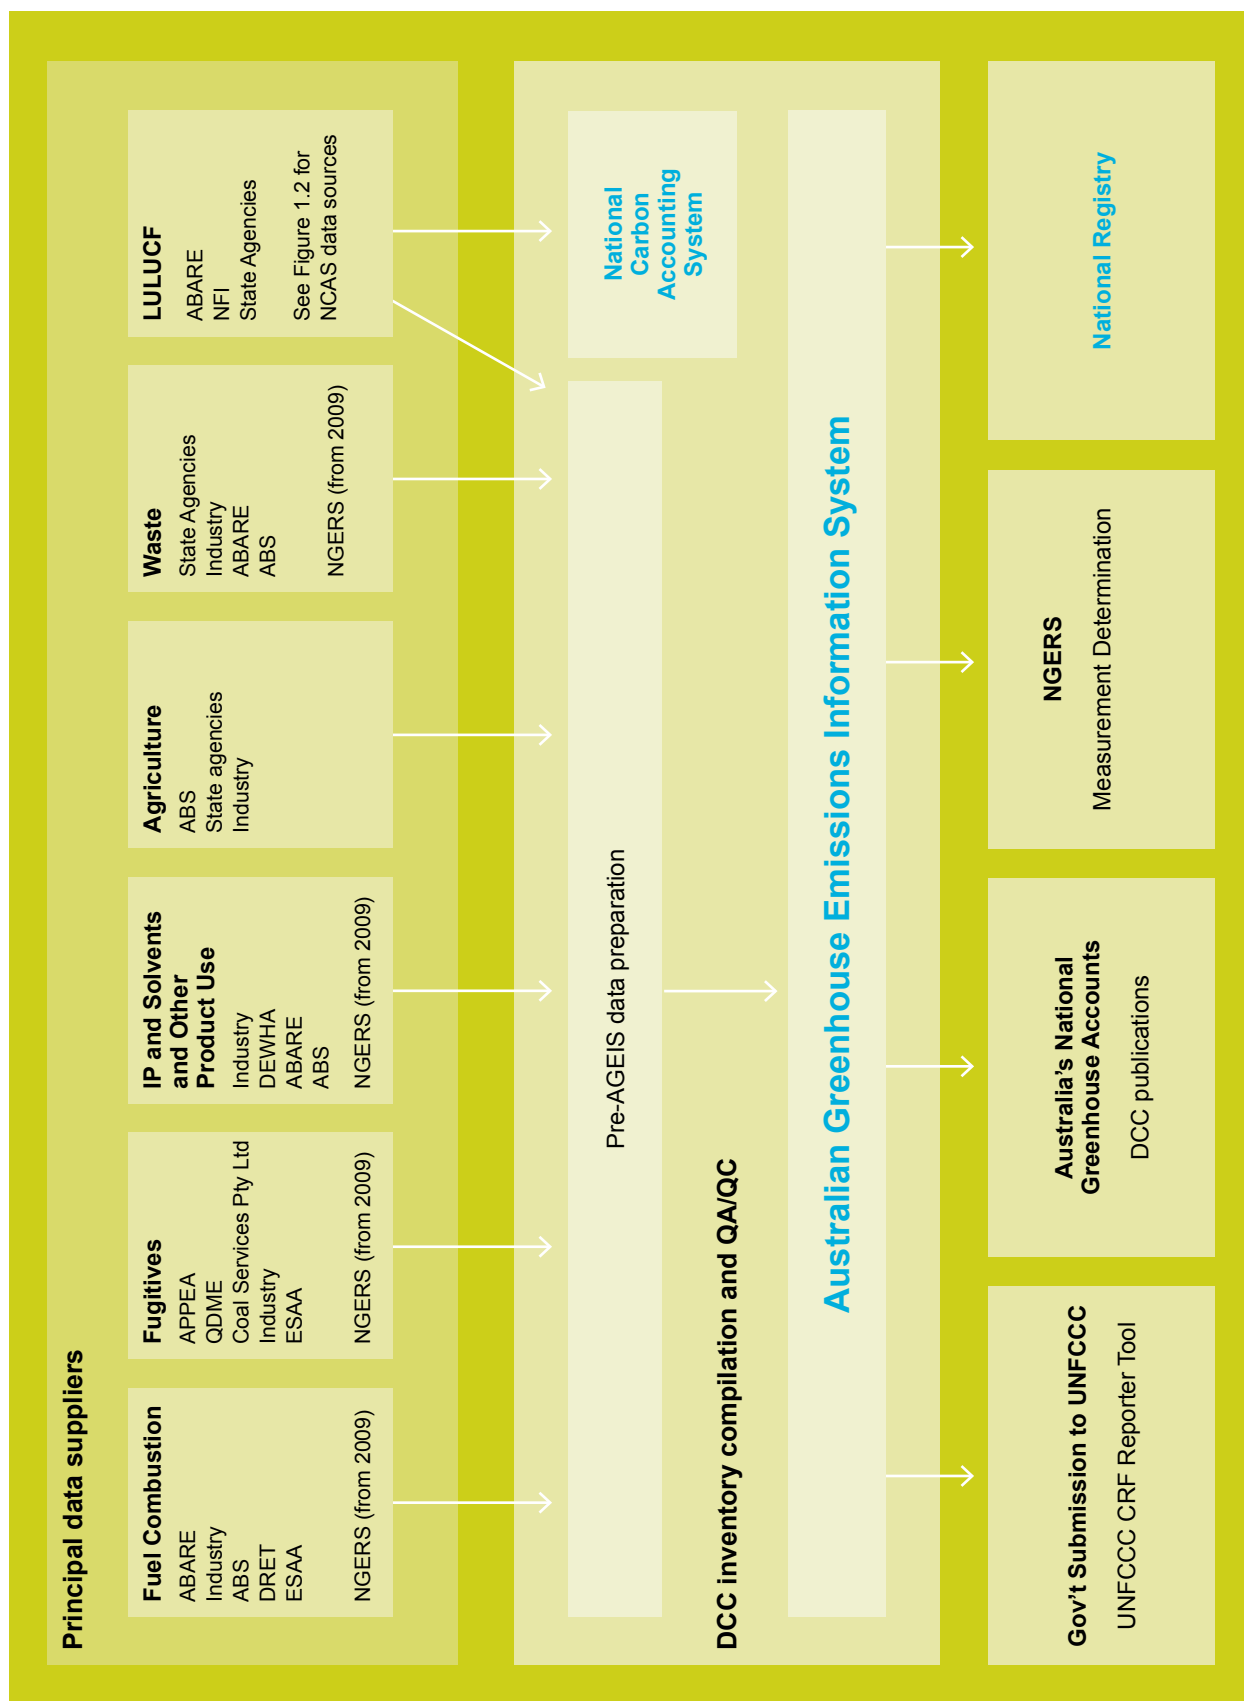 Principal data suppliers
Fuel Combustion
ABARE
Industry
ABS
DRET
ESAA
NGERS (from 2009)
Fugitives
APPEA
QDME
Coal Services Pty Ltd
Industry
ESAA
NGERS (from 2009)
IP and Solvents
and Other
Product Use
Industry
DEWHA
ABARE
ABS
NGERS (from 2009)
Agriculture
ABS
State agencies
Industry
Waste
State Agencies
Industry
ABARE
ABS
NGERS (from 2009)
LULUCF
ABARE
NFI
State Agencies
See Figure 1.2 for
NCAS data sources
Pre-AGEIS data preparation
National
Carbon
Accounting
System
DCC inventory compilation and QA/QC
Australian Greenhouse Emissions Information System
Gov't Submission to UNFCCC
UNFCCC CRF Reporter Tool
Australia's National
Greenhouse Accounts
DCC publications
NGERS
Measurement Determination
National Registry